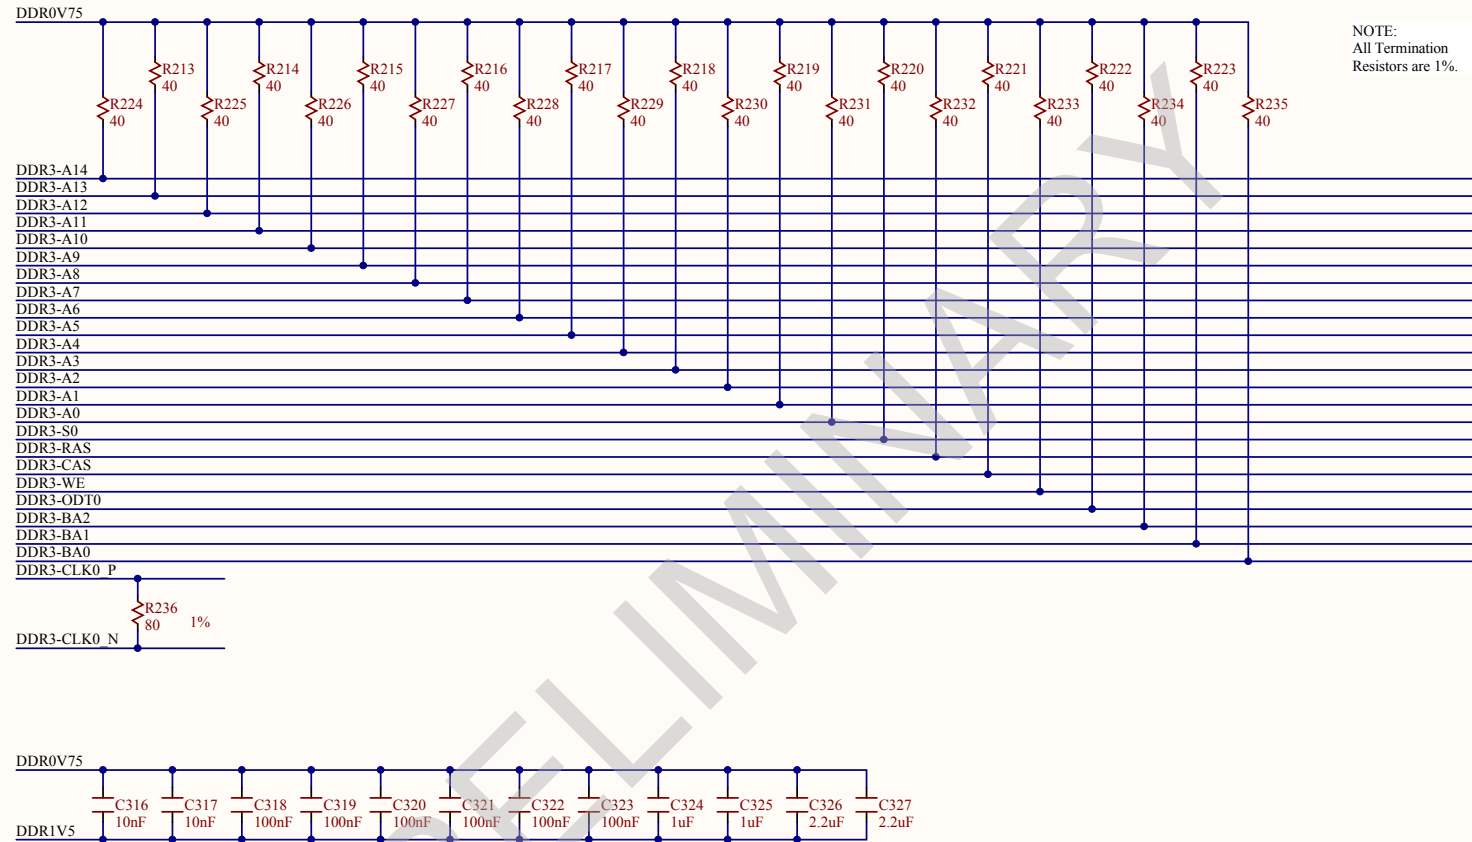 DDR0V75
NOTE:
All Termination
Resistors are 1%.
R213 R214 R215 R216 R217 R218 R219 R220 R221 R222 R223
40 40 40 40 40 40 40 40 40 40 40
R224 R225 R226 R227 R228 R229 R230 R231 R232 R233 R234 R235
40 40 40 40 40 40 40 40 40 40 40 40
DDR3-A14
DDR3-A13
DDR3-A12
DDR3-A11
DDR3-A10
DDR3-A9
DDR3-A8
DDR3-A7
DDR3-A6
DDR3-A5
DDR3-A4
DDR3-A3
DDR3-A2
DDR3-A1
DDR3-A0
DDR3-S0
DDR3-RAS
DDR3-CAS
DDR3-WE
DDR3-ODT0
DDR3-BA2
DDR3-BA1
DDR3-BA0
DDR3-CLK0_P
R236
80 1%
DDR3-CLK0_N
DDR0V75
C316 C317 C318 C319 C320 C321 C322 C323 C324 C325 C326 C327
10nF 10nF 100nF 100nF 100nF 100nF 100nF 100nF 1uF 1uF 2.2uF 2.2uF
DDR1V5
RELIMINARY